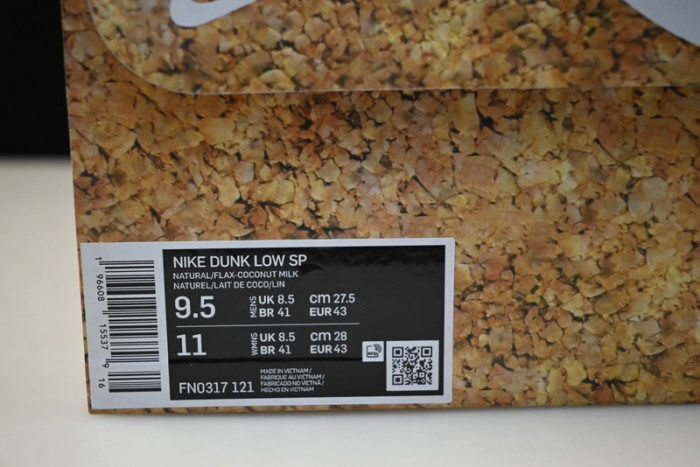 NIKE DUNK LOW SP
NATURAL/FLAX-COCONUT MILK
NATUREL/LAIT DE COCO/LIN
9.5 MENS UK 8.5 cm 27.5
BR 41 EUR 43
11 WMNS UK 8.5 cm 28
BR 41 EUR 43
FN0317 121
MADE IN VIETNAM /
FABRIQUE AU VIETNAM /
FABRICADO NO VIETNÃ /
HECHO EN VIETNAM
1 96608 15537 9 16